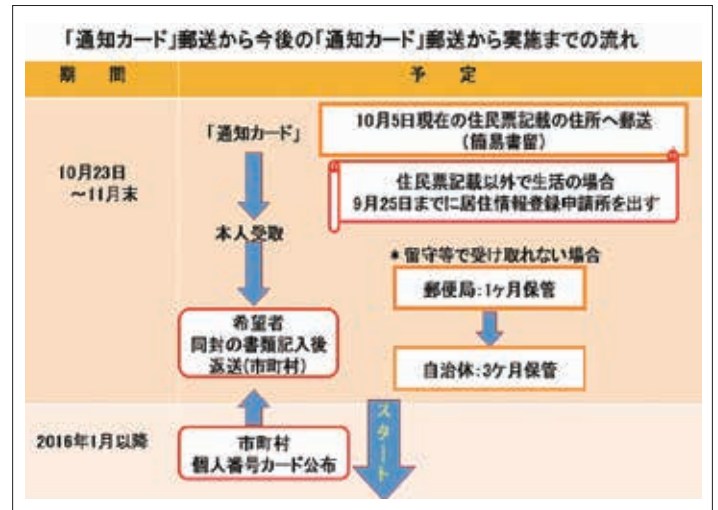 「通知カード」郵送から今後の「通知カード」郵送から実施までの流れ
期　間
予　定
10月23日
～11月末
「通知カード」
10月5日現在の住民票記載の住所へ郵送
(簡易書留)
住民票記載以外で生活の場合
9月25日までに居住情報登録申請所を出す
本人受取
＊留守等で受け取れない場合
郵便局:1ヶ月保管
希望者
同封の書類記入後
返送(市町村)
自治体:3ケ月保管
2016年1月以降
市町村
個人番号カード公布
スタート